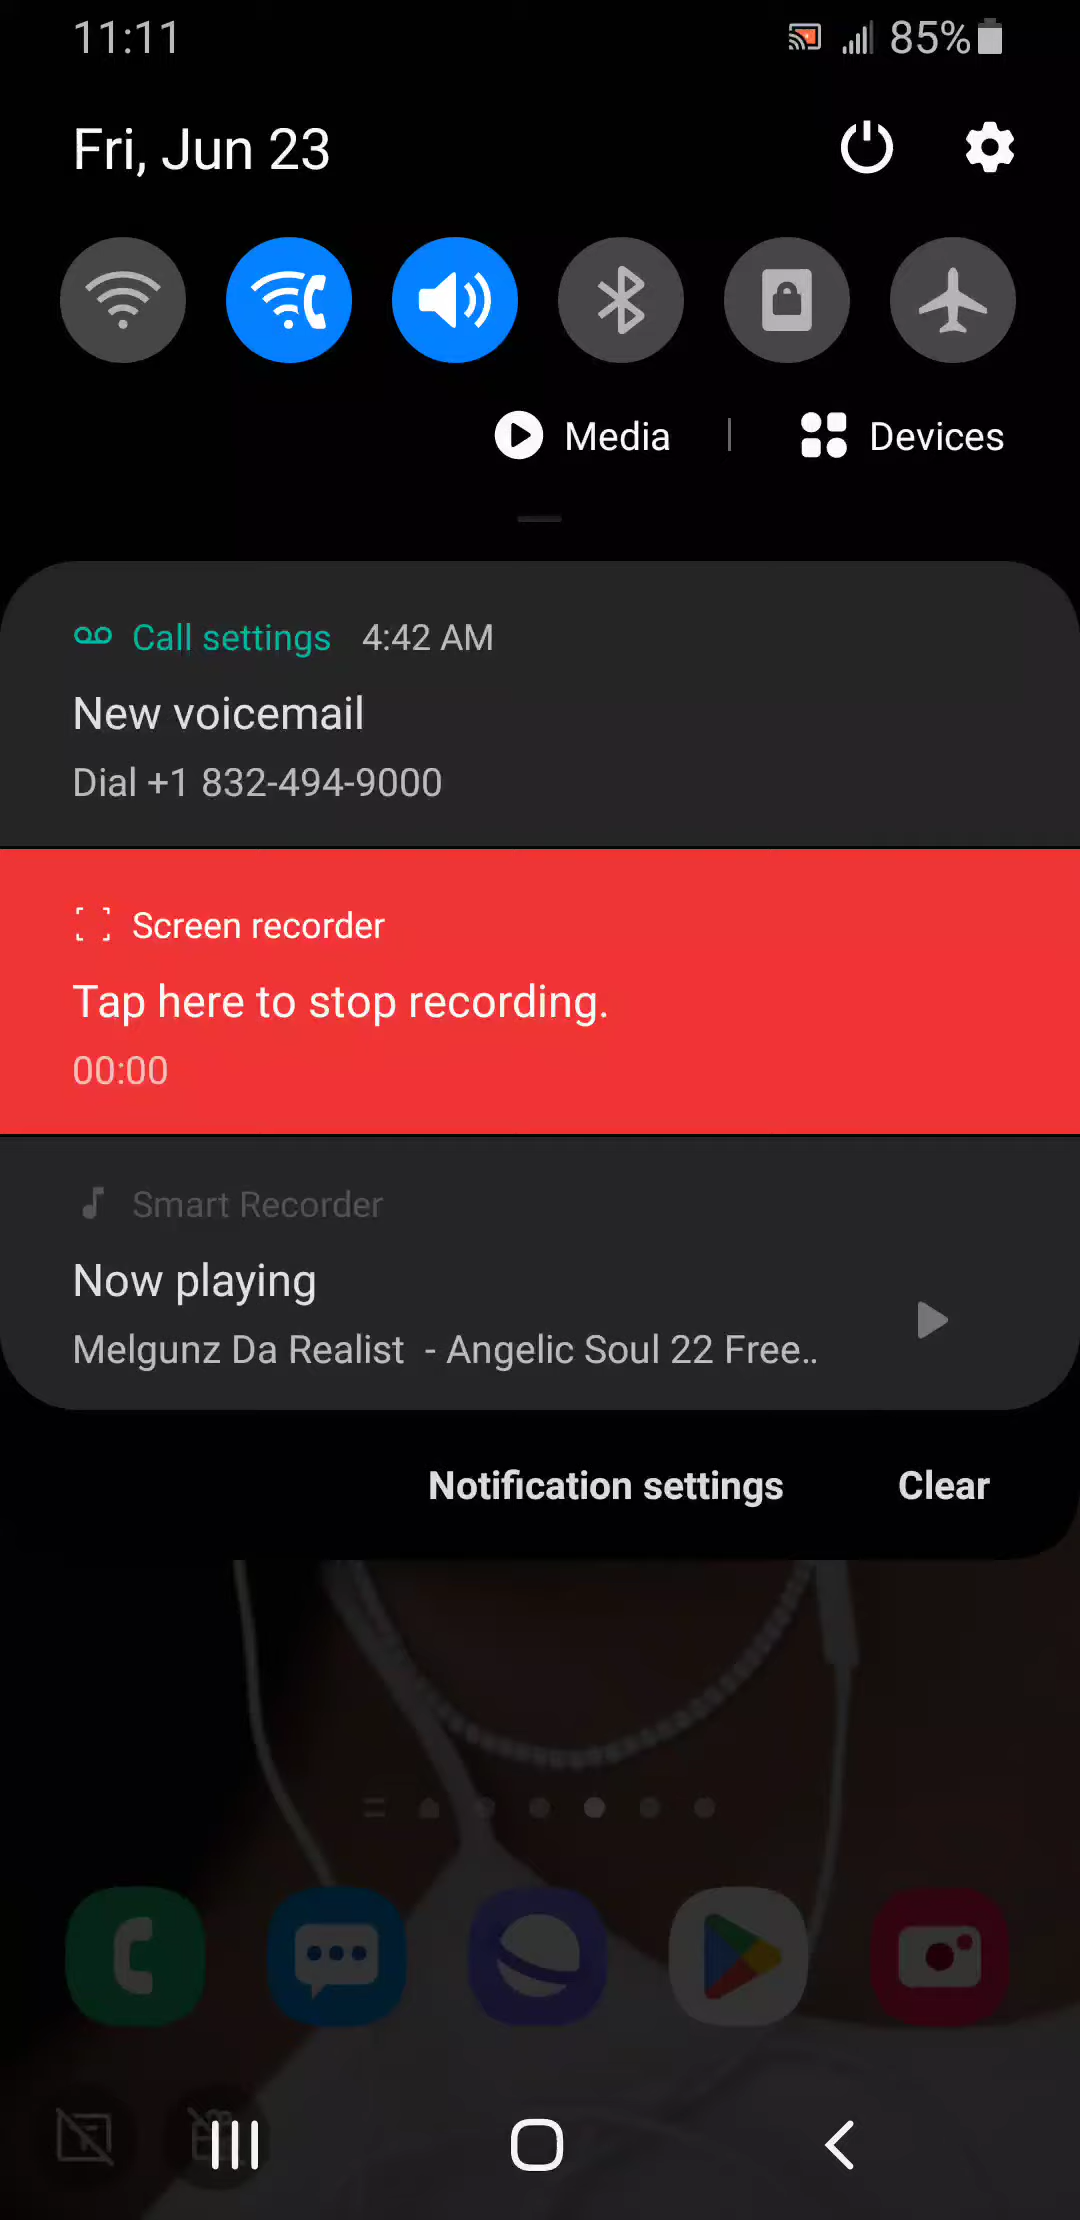 11:11
85%
Fri, Jun 23
Media
Devices
Call settings 4:42 AM
New voicemail
Dial +1 832-494-9000
Screen recorder
Tap here to stop recording.
00:00
Smart Recorder
Now playing
Melgunz Da Realist - Angelic Soul 22 Free..
Notification settings
Clear